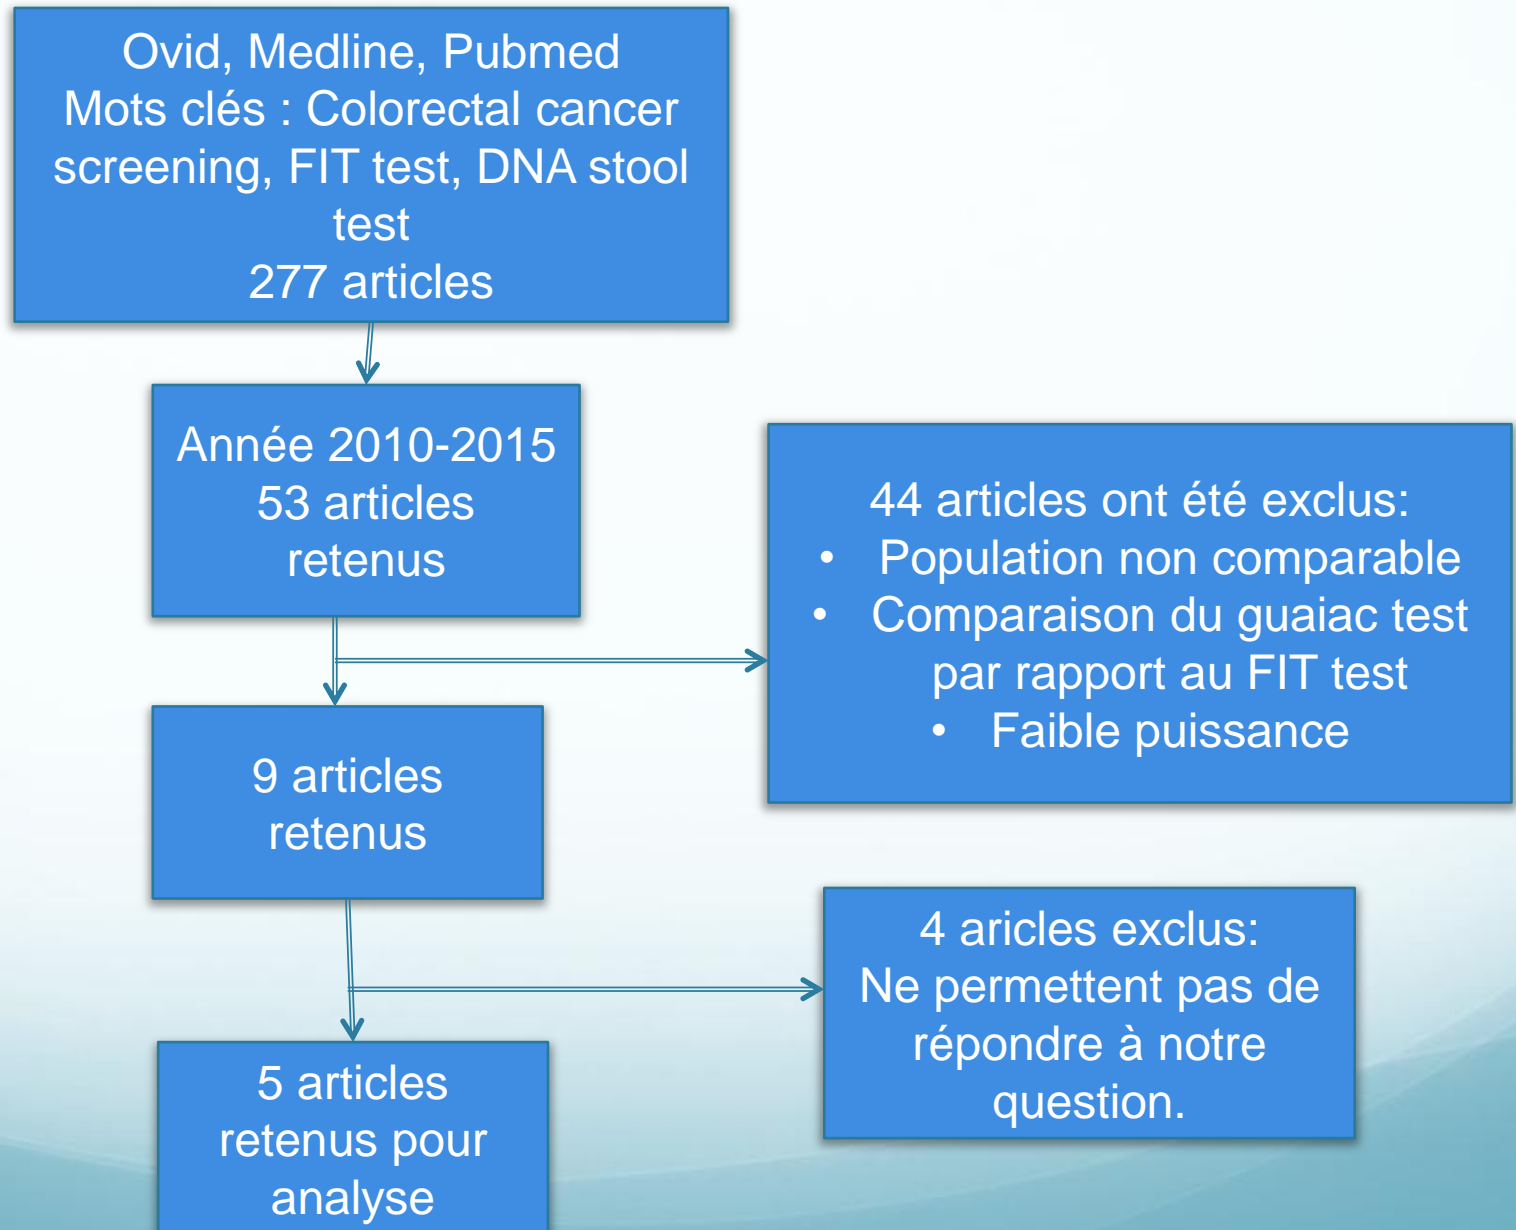 Ovid, Medline, Pubmed
Mots clés : Colorectal cancer
screening, FIT test, DNA stool
test
277 articles
Année 2010-2015
53 articles
retenus
44 articles ont été exclus:
• Population non comparable
• Comparaison du guaiac test
par rapport au FIT test
• Faible puissance
9 articles
retenus
4 aricles exclus:
Ne permettent pas de
répondre à notre
question.
5 articles
retenus pour
analyse